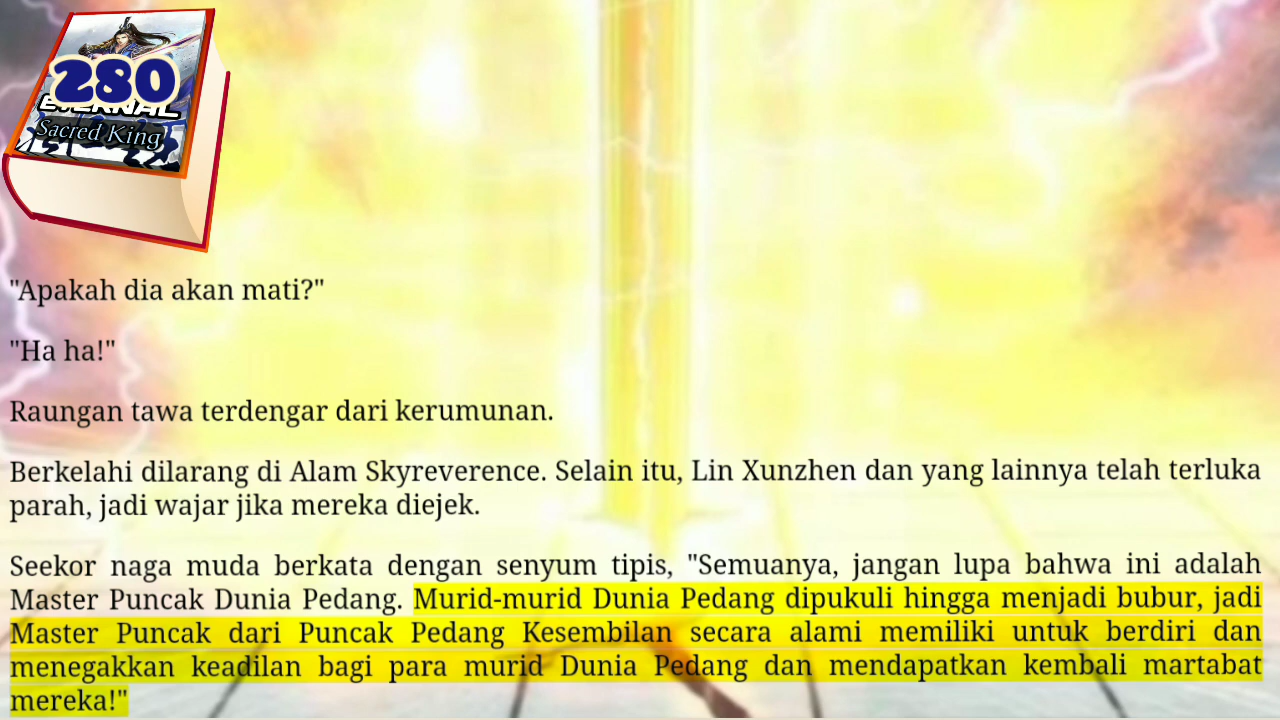 280
ETERNAL
Sacred King
"Apakah dia akan mati?"
"Ha ha!"
Raungan tawa terdengar dari kerumunan.
Berkelahi dilarang di Alam Skyreverence. Selain itu, Lin Xunzhen dan yang lainnya telah terluka
parah, jadi wajar jika mereka diejek.
Seekor naga muda berkata dengan senyum tipis, "Semuanya, jangan lupa bahwa ini adalah
Master Puncak Dunia Pedang. Murid-murid Dunia Pedang dipukuli hingga menjadi bubur, jadi
Master Puncak dari Puncak Pedang Kesembilan secara alami memiliki untuk berdiri dan
menegakkan keadilan bagi para murid Dunia Pedang dan mendapatkan kembali martabat
mereka!"